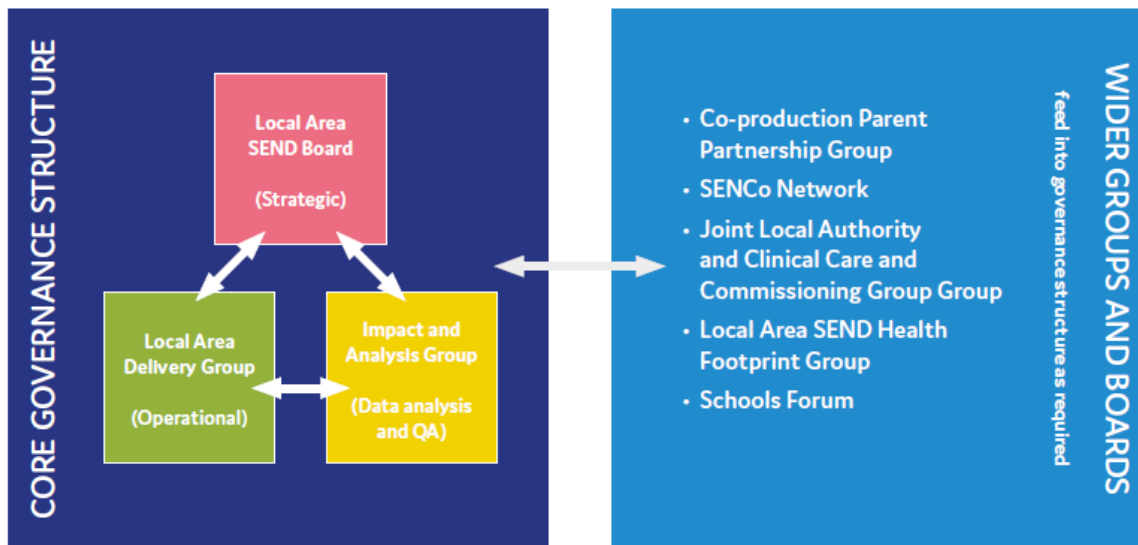 CORE GOVERNANCE STRUCTURE
Local Area
SEND Board
(Strategic)
Local Area
Delivery Group
(Operational)
Impact and
Analysis Group
(Data analysis
and QA)
• Co-production Parent
Partnership Group
• SENCo Network
• Joint Local Authority
and Clinical Care and
Commissioning Group Group
• Local Area SEND Health
Footprint Group
• Schools Forum
WIDER GROUPS AND BOARDS
feed into governance structure as required